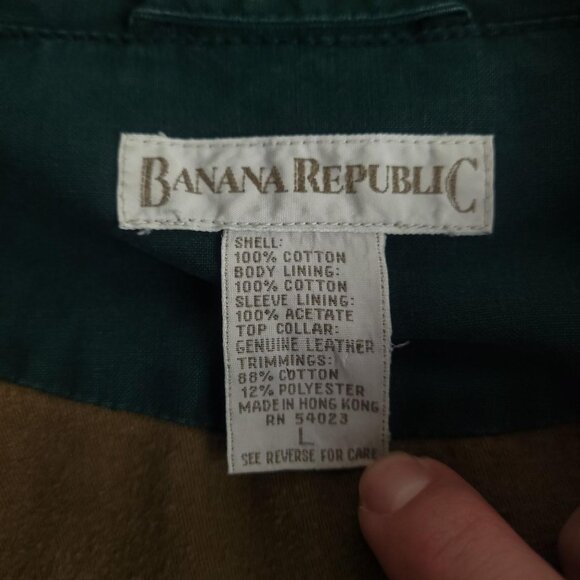 BANANA REPUBLIC
SHELL:
100% COTTON
BODY LINING:
100% COTTON
SLEEVE LINING:
100% ACETATE
TOP COLLAR:
GENUINE LEATHER
TRIMMINGS:
88% COTTON
12% POLYESTER
MADE IN HONG KONG
RN 54023
L
SEE REVERSE FOR CARE